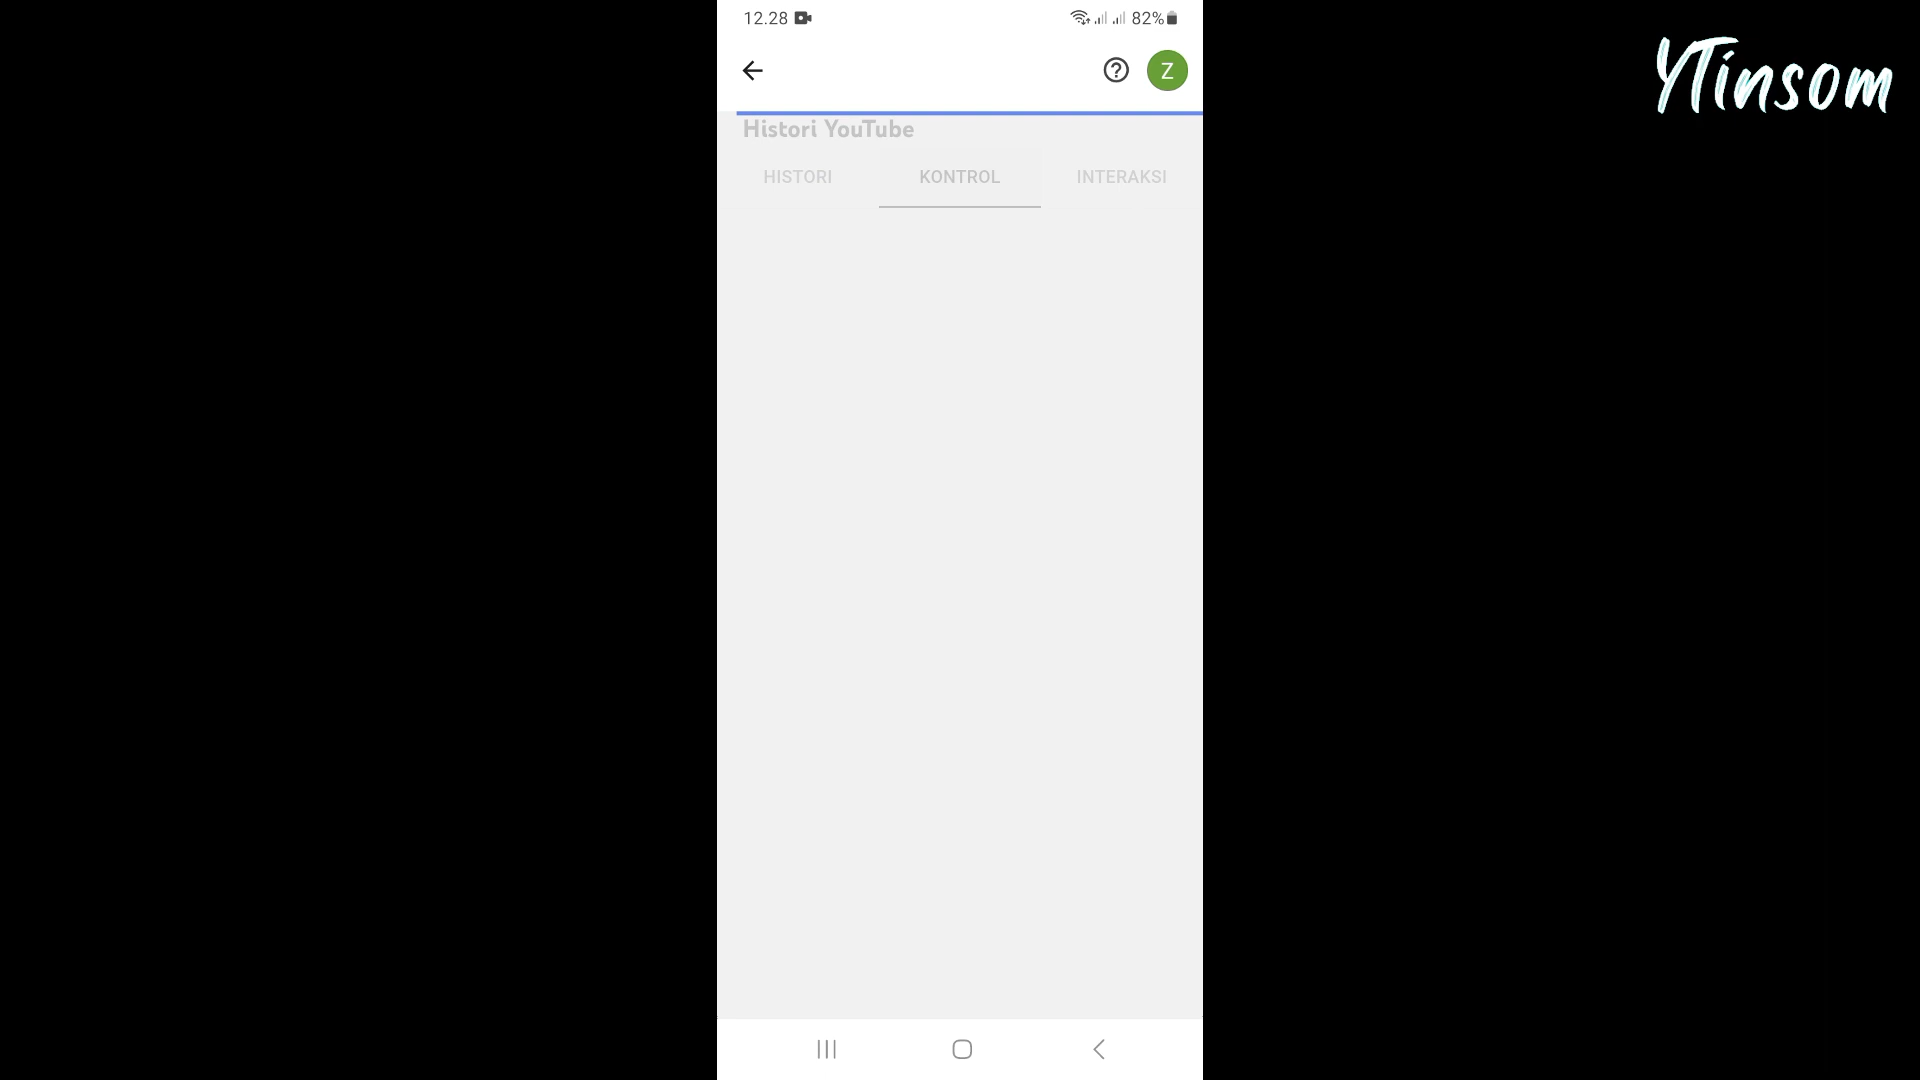 12.28
82%
Z
YTinsom
Histori YouTube
HISTORI
KONTROL
INTERAKSI